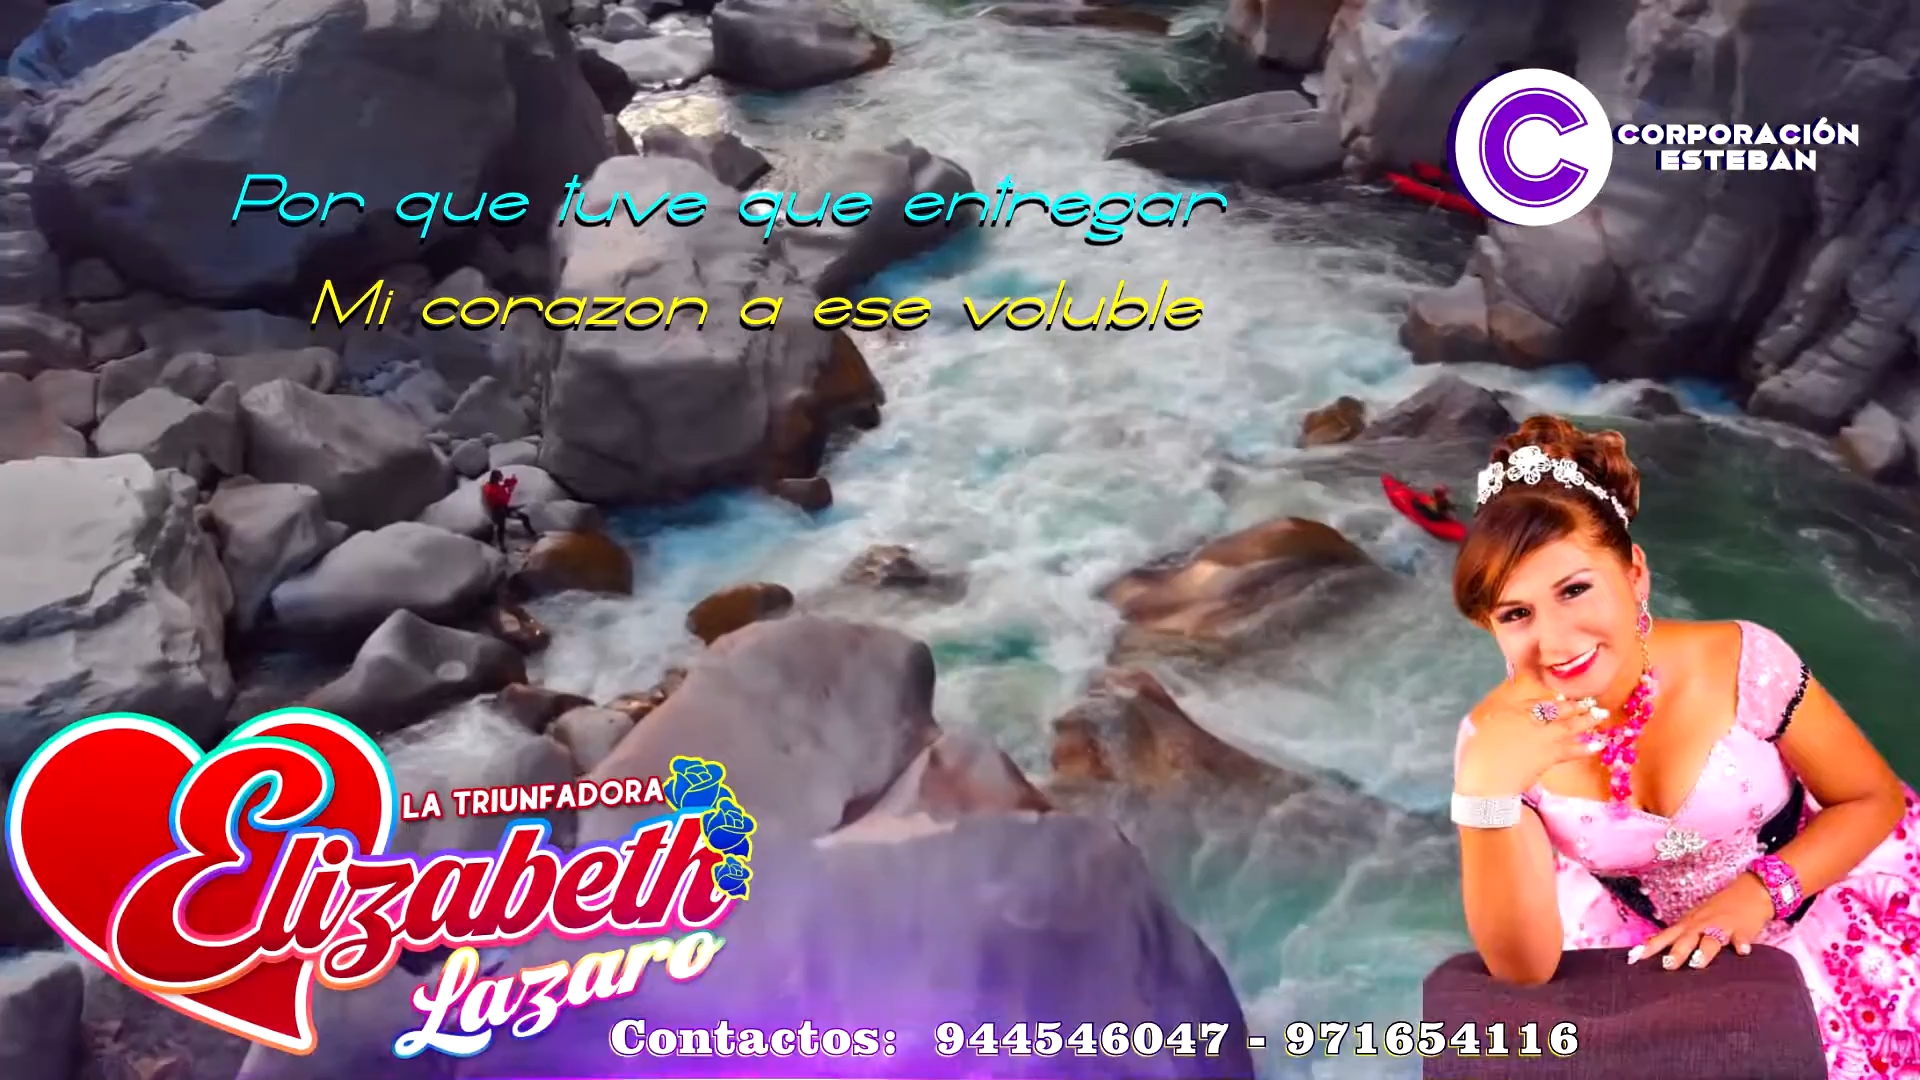 C CORPORACIÓN
ESTEBAN
Por que tuve que entregar
Mi corazon a ese voluble
LA TRIUNFADORA
Elizabeth
Lazaro
Contactos: 944546047 - 971654116